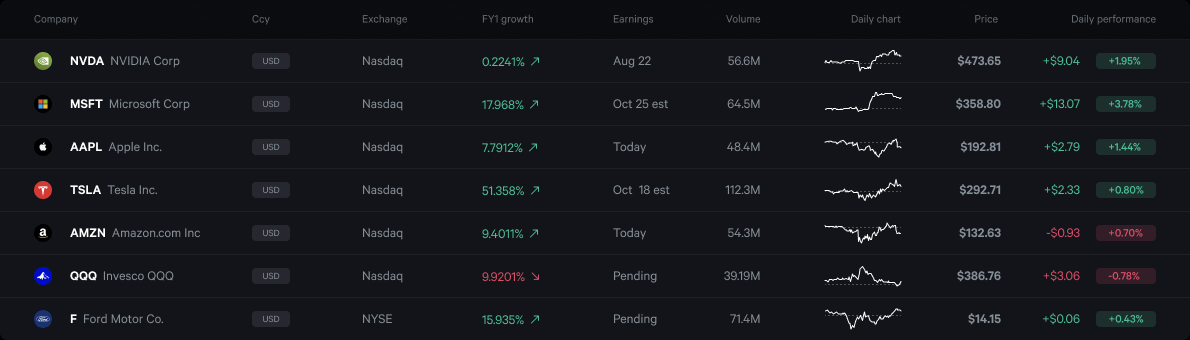 Company Ccy Exchange FY1 growth Earnings Volume Daily chart Price Daily performance
NVDA NVIDIA Corp USD Nasdaq 0.2241% ↗ Aug 22 56.6M $473.65 +$9.04 +1.95%
MSFT Microsoft Corp USD Nasdaq 17.968% ↗ Oct 25 est 64.5M $358.80 +$13.07 +3.78%
AAPL Apple Inc. USD Nasdaq 7.7912% ↗ Today 48.4M $192.81 +$2.79 +1.44%
TSLA Tesla Inc. USD Nasdaq 51.358% ↗ Oct 18 est 112.3M $292.71 +$2.33 +0.80%
a AMZN Amazon.com Inc USD Nasdaq 9.4011% ↗ Today 54.3M $132.63 -$0.93 +0.70%
QQQ Invesco QQQ USD Nasdaq 9.9201% ↘ Pending 39.19M $386.76 +$3.06 -0.78%
Ford F Ford Motor Co. USD NYSE 15.935% ↗ Pending 71.4M $14.15 +$0.06 +0.43%